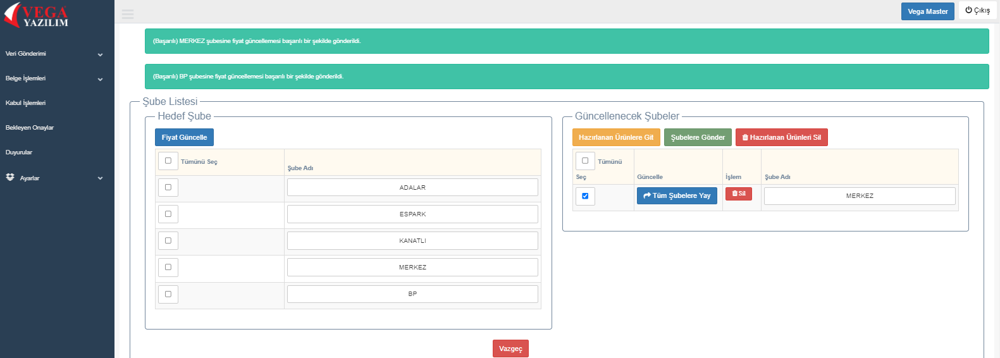 VEGA
YAZILIM
Vega Master
Çıkış
Veri Gönderimi
Belge İşlemleri
Kabul İşlemleri
Bekleyen Onaylar
Duyurular
Ayarlar
(Başarılı) MERKEZ şubesine fiyat güncellemesi başarılı bir şekilde gönderildi.
(Başarılı) BP şubesine fiyat güncellemesi başarılı bir şekilde gönderildi.
Şube Listesi
Hedef Şube
Fiyat Güncelle
Tümünü Seç
Şube Adı
ADALAR
ESPARK
KANATLI
MERKEZ
BP
Güncellenecek Şubeler
Hazırlanan Ürünlere Git
Şubelere Gönder
Hazırlanan Ürünleri Sil
Tümünü
Seç
Güncelle
İşlem
Şube Adı
Tüm Şubelere Yay
Sil
MERKEZ
Vazgeç